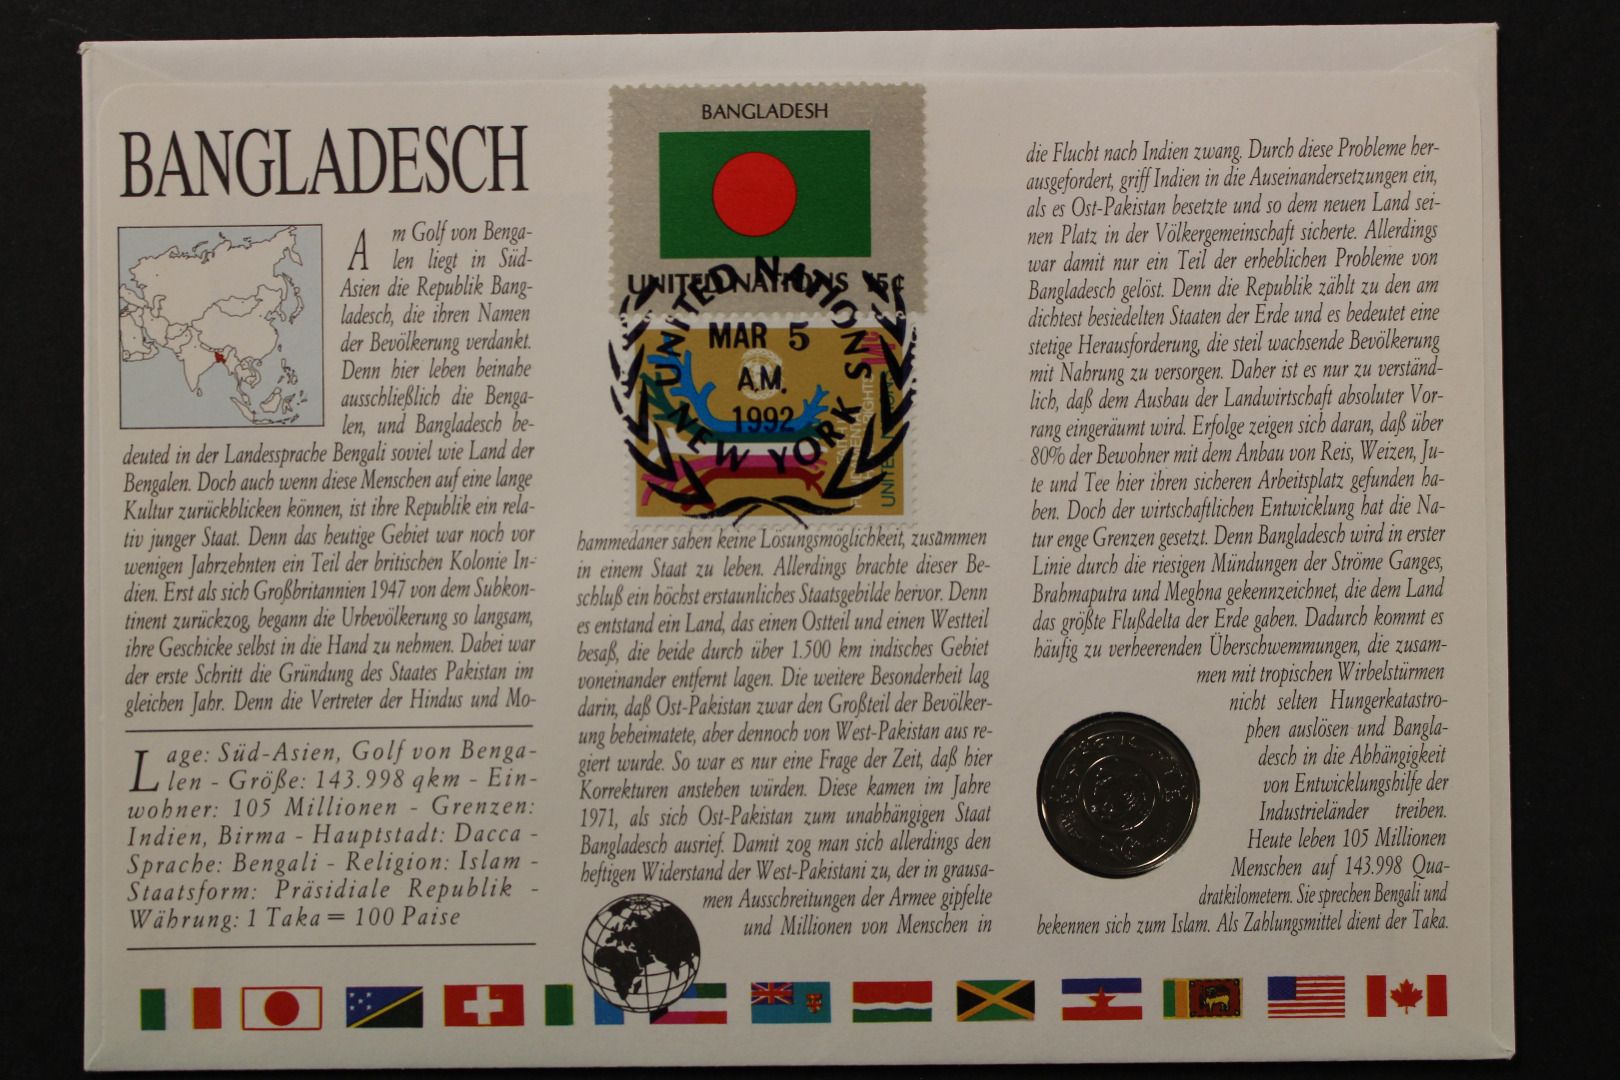 BANGLADESCH
Am Golf von Benga-
len liegt in Süd-
Asien die Republik Bang-
ladesch, die ihren Namen
der Bevölkerung verdankt.
Denn hier leben beinahe
ausschließlich die Benga-
len, und Bangladesch be-
deuted in der Landessprache Bengali soviel wie Land der
Bengalen. Doch auch wenn diese Menschen auf eine lange
Kultur zurückblicken können, ist ihre Republik ein rela-
tiv junger Staat. Denn das heutige Gebiet war noch vor
wenigen Jahrzehnten ein Teil der britischen Kolonie In-
dien. Erst als sich Großbritannien 1947 von dem Subkon-
tinent zurückzog, begann die Urbevölkerung so langsam,
ihre Geschicke selbst in die Hand zu nehmen. Dabei war
der erste Schritt die Gründung des Staates Pakistan im
gleichen Jahr. Denn die Vertreter der Hindus und Mo-
Lage: Süd-Asien, Golf von Benga-
len - Größe: 143.998 qkm - Ein-
wohner: 105 Millionen - Grenzen:
Indien, Birma - Hauptstadt: Dacca -
Sprache: Bengali - Religion: Islam -
Staatsform: Präsidiale Republik -
Währung: 1 Taka = 100 Paise
BANGLADESH
UNITED NATIONS 15¢
UNITED NATIONS
MAR 5
A.M.
1992
NEW YORK
hammedaner sahen keine Lösungsmöglichkeit, zusammen
in einem Staat zu leben. Allerdings brachte dieser Be-
schluß ein höchst erstaunliches Staatsgebilde hervor. Denn
es entstand ein Land, das einen Ostteil und einen Westteil
besaß, die beide durch über 1.500 km indisches Gebiet
voneinander entfernt lagen. Die weitere Besonderheit lag
darin, daß Ost-Pakistan zwar den Großteil der Bevölker-
ung beheimatete, aber dennoch von West-Pakistan aus re-
giert wurde. So war es nur eine Frage der Zeit, daß hier
Korrekturen anstehen würden. Diese kamen im Jahre
1971, als sich Ost-Pakistan zum unabhängigen Staat
Bangladesch ausrief. Damit zog man sich allerdings den
heftigen Widerstand der West-Pakistani zu, der in grausa-
men Ausschreitungen der Armee gipfelte
und Millionen von Menschen in
die Flucht nach Indien zwang. Durch diese Probleme her-
ausgefordert, griff Indien in die Auseinandersetzungen ein,
als es Ost-Pakistan besetzte und so dem neuen Land sei-
nen Platz in der Völkergemeinschaft sicherte. Allerdings
war damit nur ein Teil der erheblichen Probleme von
Bangladesch gelöst. Denn die Republik zählt zu den am
dichtest besiedelten Staaten der Erde und es bedeutet eine
stetige Herausforderung, die steil wachsende Bevölkerung
mit Nahrung zu versorgen. Daher ist es nur zu verständ-
lich, daß dem Ausbau der Landwirtschaft absoluter Vor-
rang eingeräumt wird. Erfolge zeigen sich daran, daß über
80% der Bewohner mit dem Anbau von Reis, Weizen, Ju-
te und Tee hier ihren sicheren Arbeitsplatz gefunden ha-
ben. Doch der wirtschaftlichen Entwicklung hat die Na-
tur enge Grenzen gesetzt. Denn Bangladesch wird in erster
Linie durch die riesigen Mündungen der Ströme Ganges,
Brahmaputra und Meghna gekennzeichnet, die dem Land
das größte Flußdelta der Erde gaben. Dadurch kommt es
häufig zu verheerenden Überschwemmungen, die zusam-
men mit tropischen Wirbelstürmen
nicht selten Hungerkatastro-
phen auslösen und Bangla-
desch in die Abhängigkeit
von Entwicklungshilfe der
Industrieländer treiben.
Heute leben 105 Millionen
Menschen auf 143.998 Qua-
dratkilometern. Sie sprechen Bengali und
bekennen sich zum Islam. Als Zahlungsmittel dient der Taka.